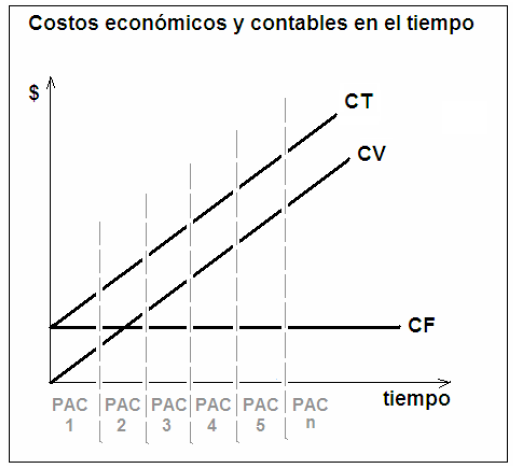 Costos económicos y contables en el tiempo
$
CT
CV
CF
tiempo
PAC PAC PAC PAC PAC PAC
1 2 3 4 5 n